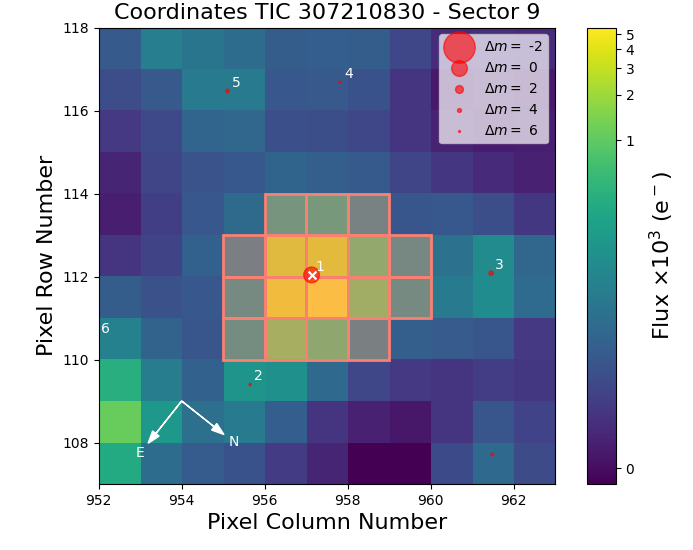 Coordinates TIC 307210830 - Sector 9
Δm = -2
Δm = 0
Δm = 2
Δm = 4
Δm = 6
5
4
1
3
6
2
E
N
118
116
114
112
110
108
952
954
956
958
960
962
Pixel Row Number
Pixel Column Number
5
4
3
2
1
0
Flux ×10³ (e⁻)